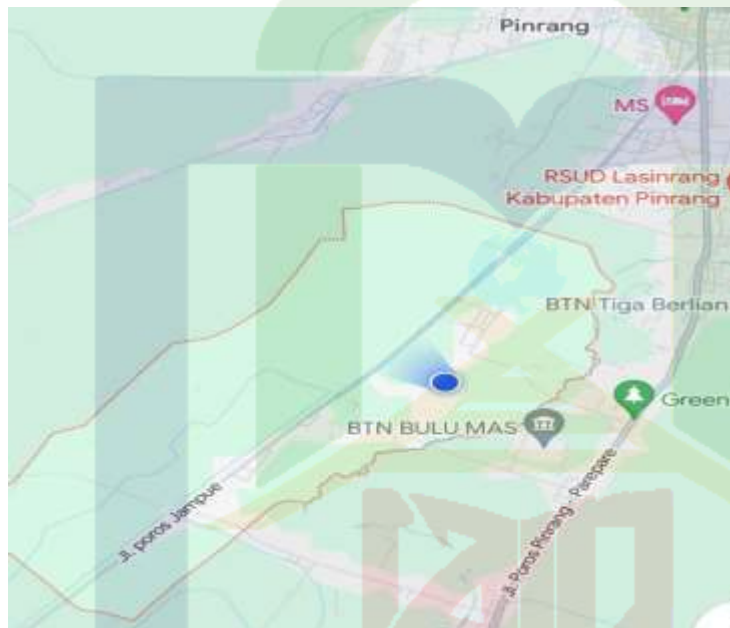 Pinrang
MS
RSUD Lasinrang
Kabupaten Pinrang
BTN Tiga Berlian
Green
BTN BULU MAS
Jl. poros Jampue
Jl. Poros Pinrang - Parepare